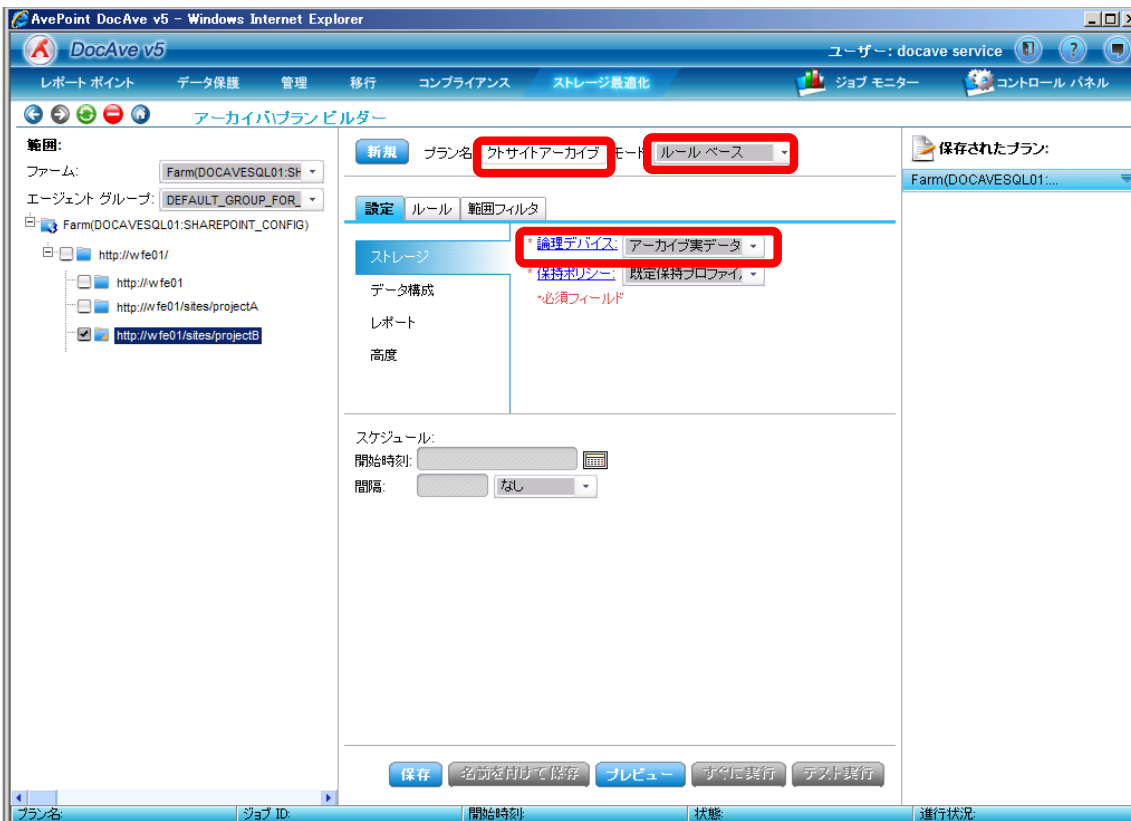 AvePoint DocAve v5 - Windows Internet Explorer
DocAve v5
ユーザー: docave service
レポート ポイント データ保護 管理 移行 コンプライアンス ストレージ最適化 ジョブ モニター コントロール パネル
アーカイバ\プラン ビルダー
範囲:
ファーム: Farm(DOCAVESQL01:SH
エージェント グループ: DEFAULT_GROUP_FOR_
Farm(DOCAVESQL01:SHAREPOINT_CONFIG)
http://wfe01/
http://wfe01
http://wfe01/sites/projectA
http://wfe01/sites/projectB
新規 プラン名 クトサイトアーカイブ モード ルール ベース
設定 ルール 範囲フィルタ
ストレージ
データ構成
レポート
高度
* 論理デバイス: アーカイブ実データ
* 保持ポリシー: 既定保持プロファイ
*必須フィールド
スケジュール:
開始時刻:
間隔: なし
保存 名前を付けて保存 プレビュー すぐに実行 テスト実行
保存されたプラン:
Farm(DOCAVESQL01:...
プラン名: ジョブ ID: 開始時刻: 状態: 進行状況: